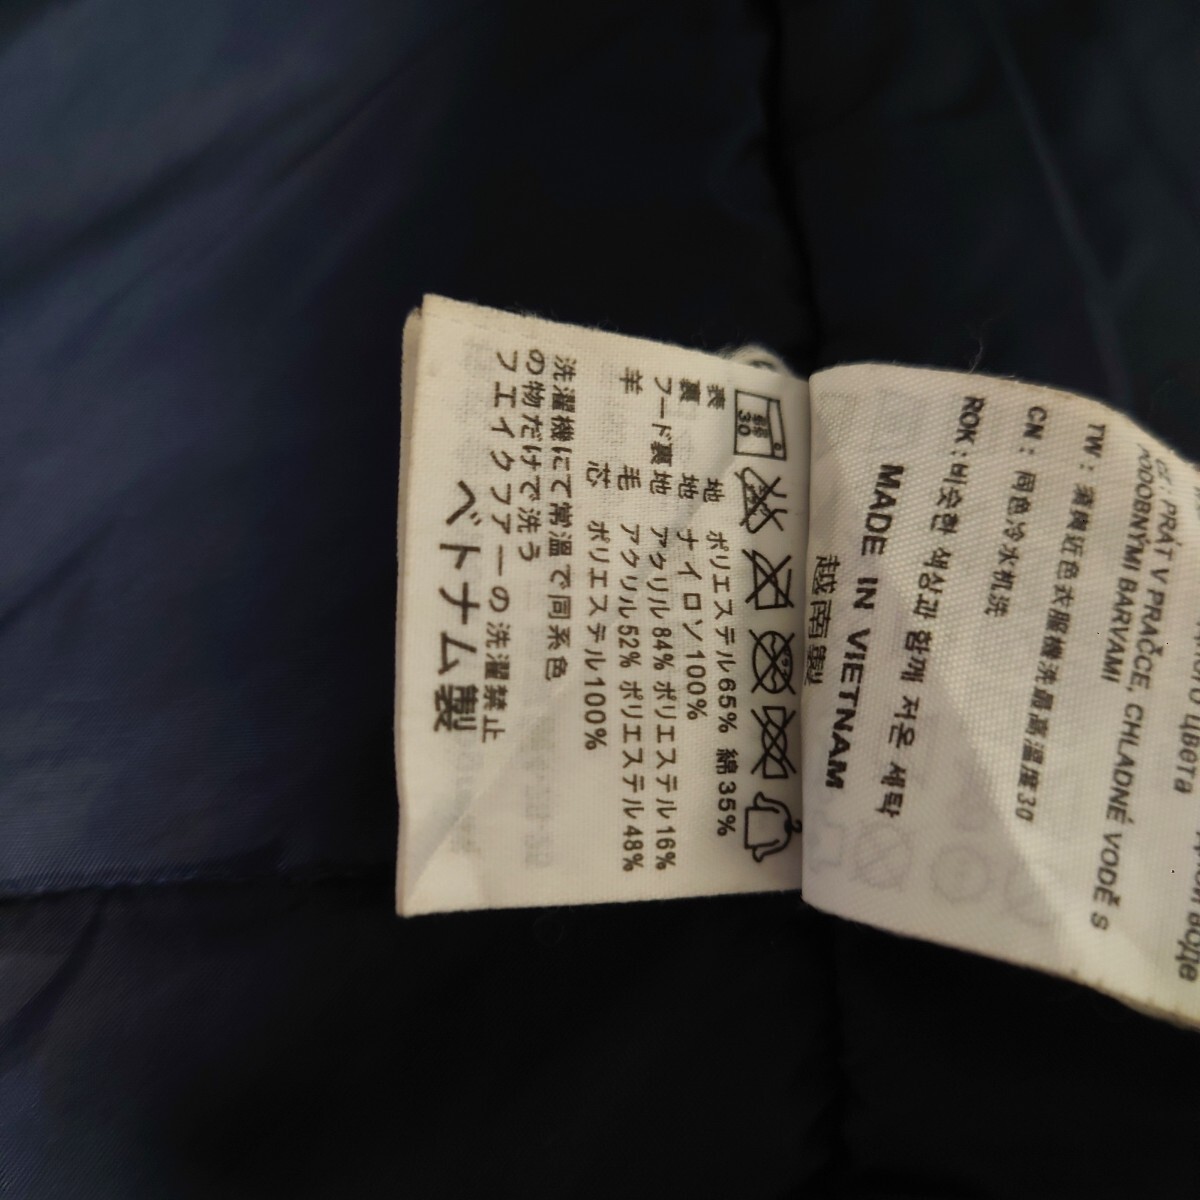 CZ: PRÁT V PRAČCE, CHLADNÉ VODĚ S
PODOBNÝMI BARVAMI
TW: 需與近色衣服機洗最高溫度30
CN: 同色冷水机洗
ROK: 비슷한 색상과 함께 저온 세탁
MADE IN VIETNAM
越南製
30
表 地 ポリエステル65% 綿35%
裏 地 ナイロン100%
フード裏地 アクリル84% ポリエステル16%
羊 毛 アクリル52% ポリエステル48%
芯 ポリエステル100%
洗濯機にて常温で同系色
の物だけで洗う
フェイクファーの洗濯禁止
ベトナム製